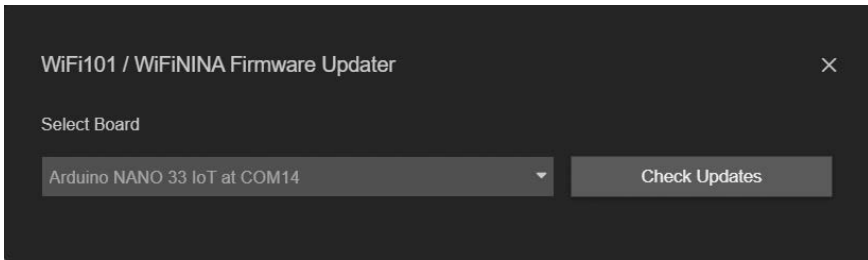 WiFi101 / WiFiNINA Firmware Updater
Select Board
Arduino NANO 33 IoT at COM14
Check Updates